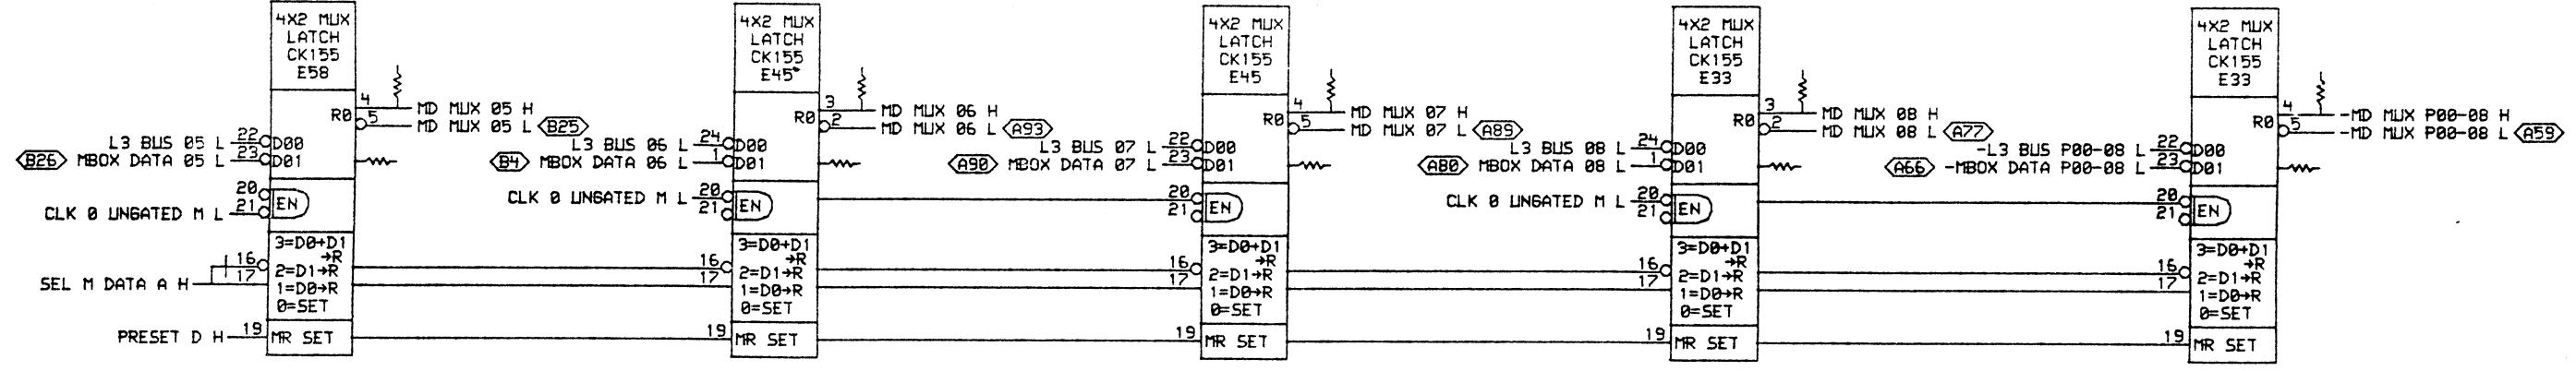 4X2 MUX
LATCH
CK155
E58
4
R0
5
MD MUX 05 H
MD MUX 05 L B25
L3 BUS 05 L 22 D00
B26 MBOX DATA 05 L 23 D01
20
CLK 0 UNGATED M L 21 EN
3=D0+D1
→R
16
2=D1→R
17
SEL M DATA A H
1=D0→R
0=SET
PRESET D H 19 MR SET
4X2 MUX
LATCH
CK155
E45
3
R0
2
MD MUX 06 H
MD MUX 06 L A93
L3 BUS 06 L 24 D00
B4 MBOX DATA 06 L 1 D01
CLK 0 UNGATED M L 20
21 EN
3=D0+D1
→R
16
2=D1→R
17
1=D0→R
0=SET
19 MR SET
4X2 MUX
LATCH
CK155
E45
4
R0
5
MD MUX 07 H
MD MUX 07 L A89
L3 BUS 07 L 22 D00
A90 MBOX DATA 07 L 23 D01
20
21 EN
3=D0+D1
→R
16
2=D1→R
17
1=D0→R
0=SET
19 MR SET
4X2 MUX
LATCH
CK155
E33
3
R0
2
MD MUX 08 H
MD MUX 08 L A77
L3 BUS 08 L 24 D00
A80 MBOX DATA 08 L 1 D01
CLK 0 UNGATED M L 20
21 EN
3=D0+D1
→R
16
2=D1→R
17
1=D0→R
0=SET
19 MR SET
4X2 MUX
LATCH
CK155
E33
4
R0
5
-MD MUX P00-08 H
-MD MUX P00-08 L A59
-L3 BUS P00-08 L 22 D00
A66 -MBOX DATA P00-08 L 23 D01
20
21 EN
3=D0+D1
→R
16
2=D1→R
17
1=D0→R
0=SET
19 MR SET